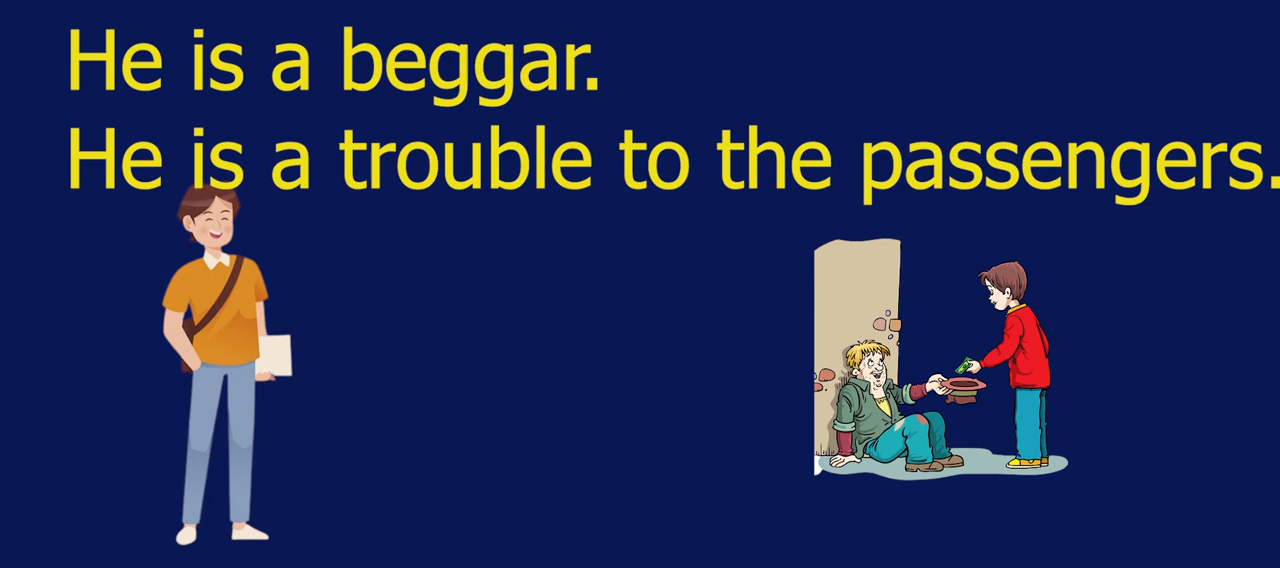 He is a beggar.
He is a trouble to the passengers.